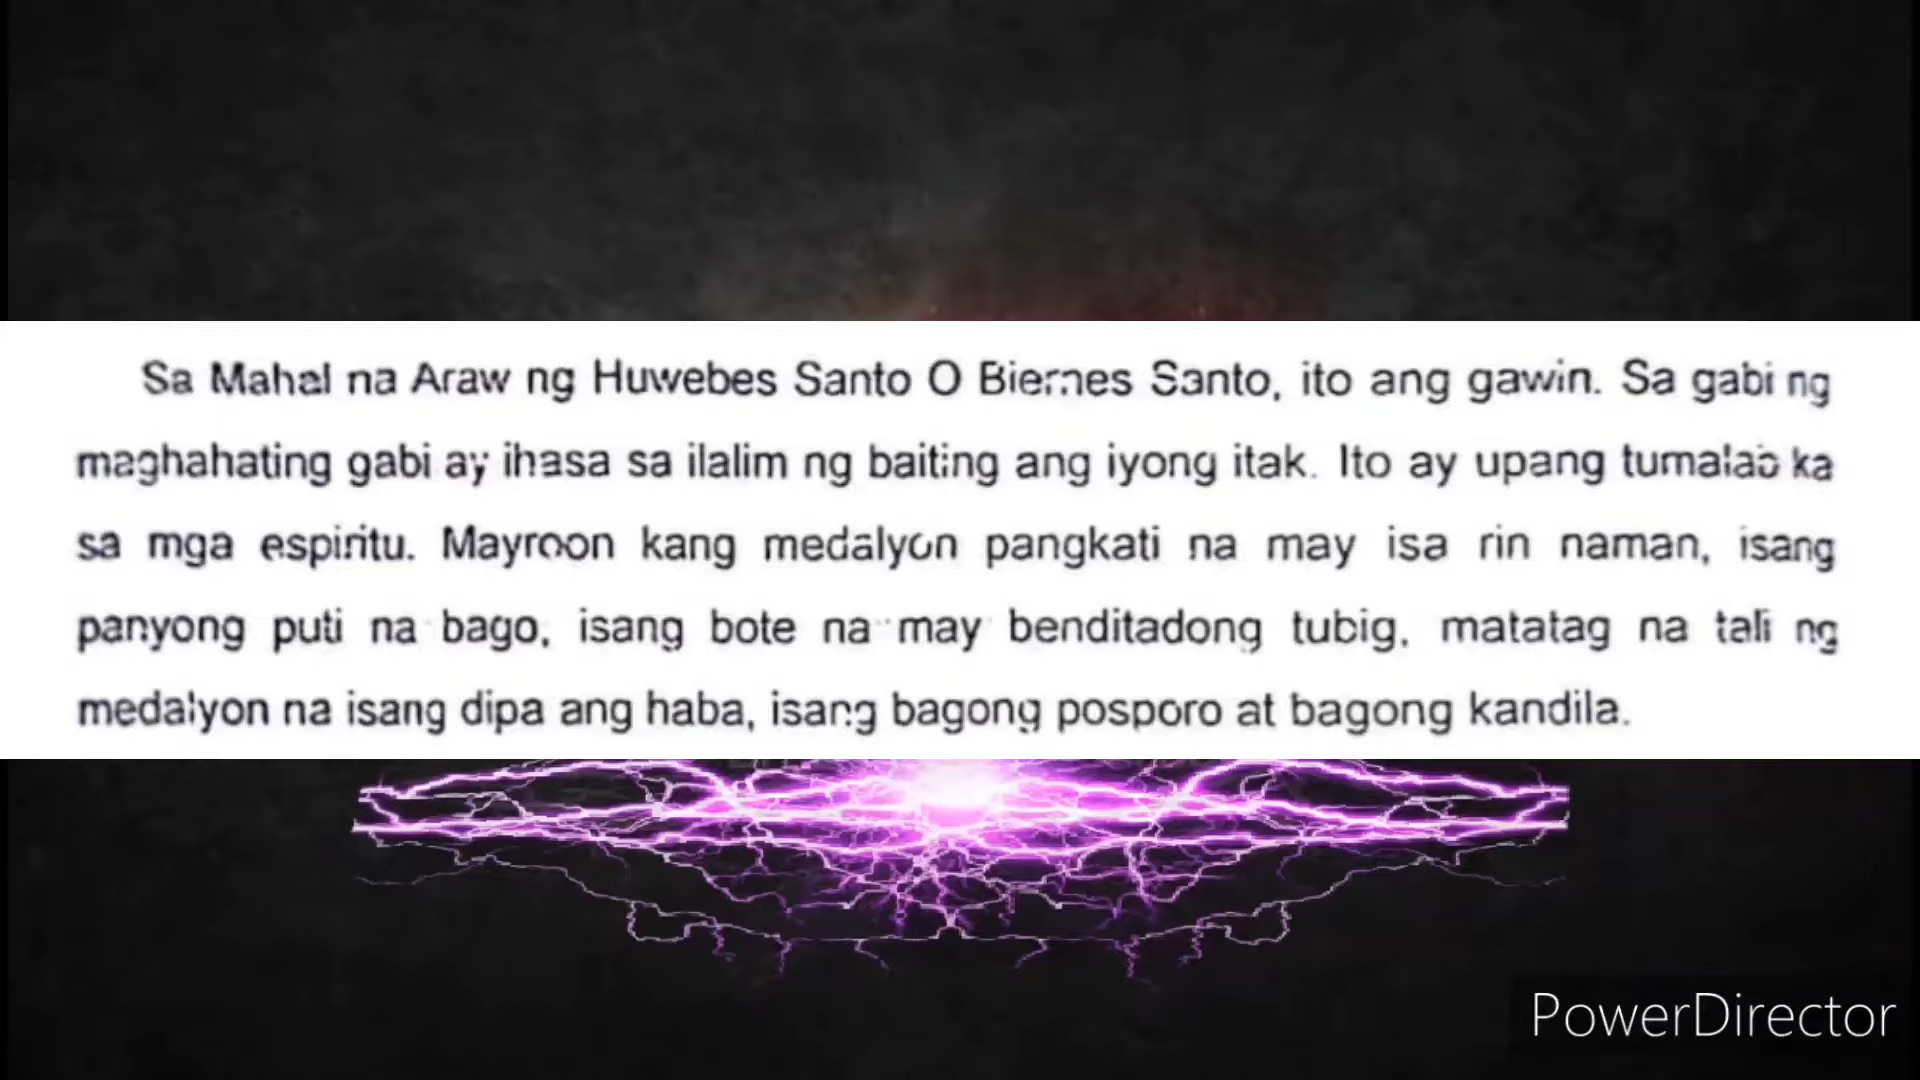 Sa Mahal na Araw ng Huwebes Santo O Biernes Santo, ito ang gawin. Sa gabi ng
maghahating gabi ay ihasa sa ilalim ng baiting ang iyong itak. Ito ay upang tumalab ka
sa mga espiritu. Mayroon kang medalyon pangkati na may isa rin naman, isang
panyong puti na bago, isang bote na may benditadong tubig, matatag na tali ng
medalyon na isang dipa ang haba, isang bagong posporo at bagong kandila.
PowerDirector